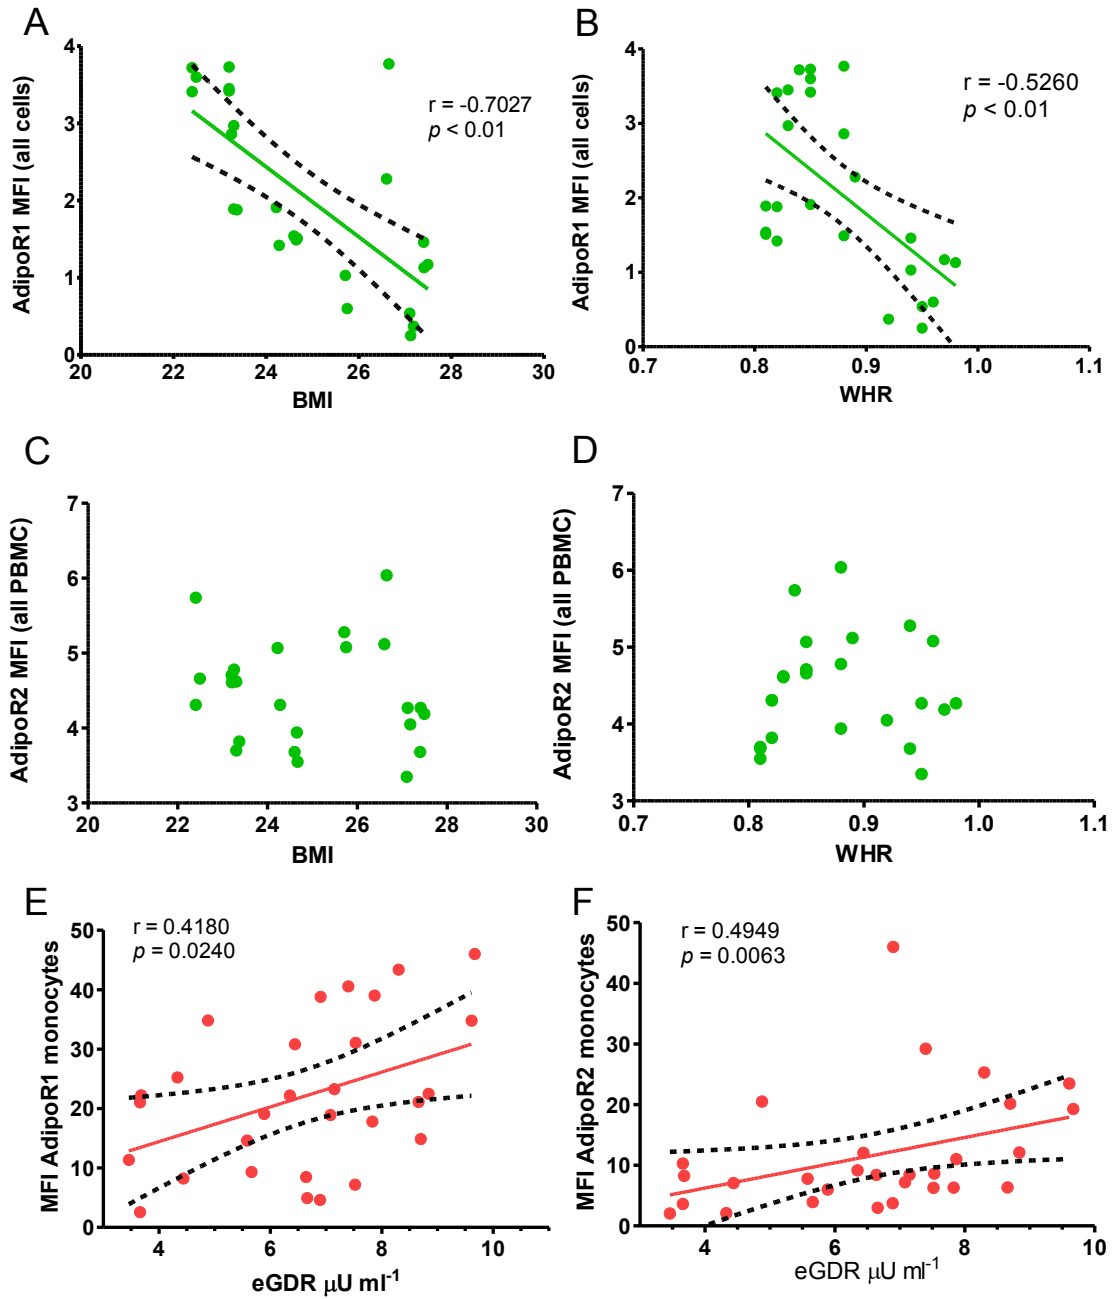 A
B
AdipoR1 MFI (all cells)
4
3
2
1
0
20
22
24
26
28
30
BMI
r = -0.7027
p < 0.01
AdipoR1 MFI (all cells)
4
3
2
1
0
0.7
0.8
0.9
1.0
1.1
WHR
r = -0.5260
p < 0.01
C
D
AdipoR2 MFI (all PBMC)
7
6
5
4
3
20
22
24
26
28
30
BMI
AdipoR2 MFI (all PBMC)
7
6
5
4
3
0.7
0.8
0.9
1.0
1.1
WHR
E
F
MFI AdipoR1 monocytes
50
40
30
20
10
0
4
6
8
10
eGDR µU ml⁻¹
r = 0.4180
p = 0.0240
MFI AdipoR2 monocytes
50
40
30
20
10
0
4
6
8
10
eGDR µU ml⁻¹
r = 0.4949
p = 0.0063